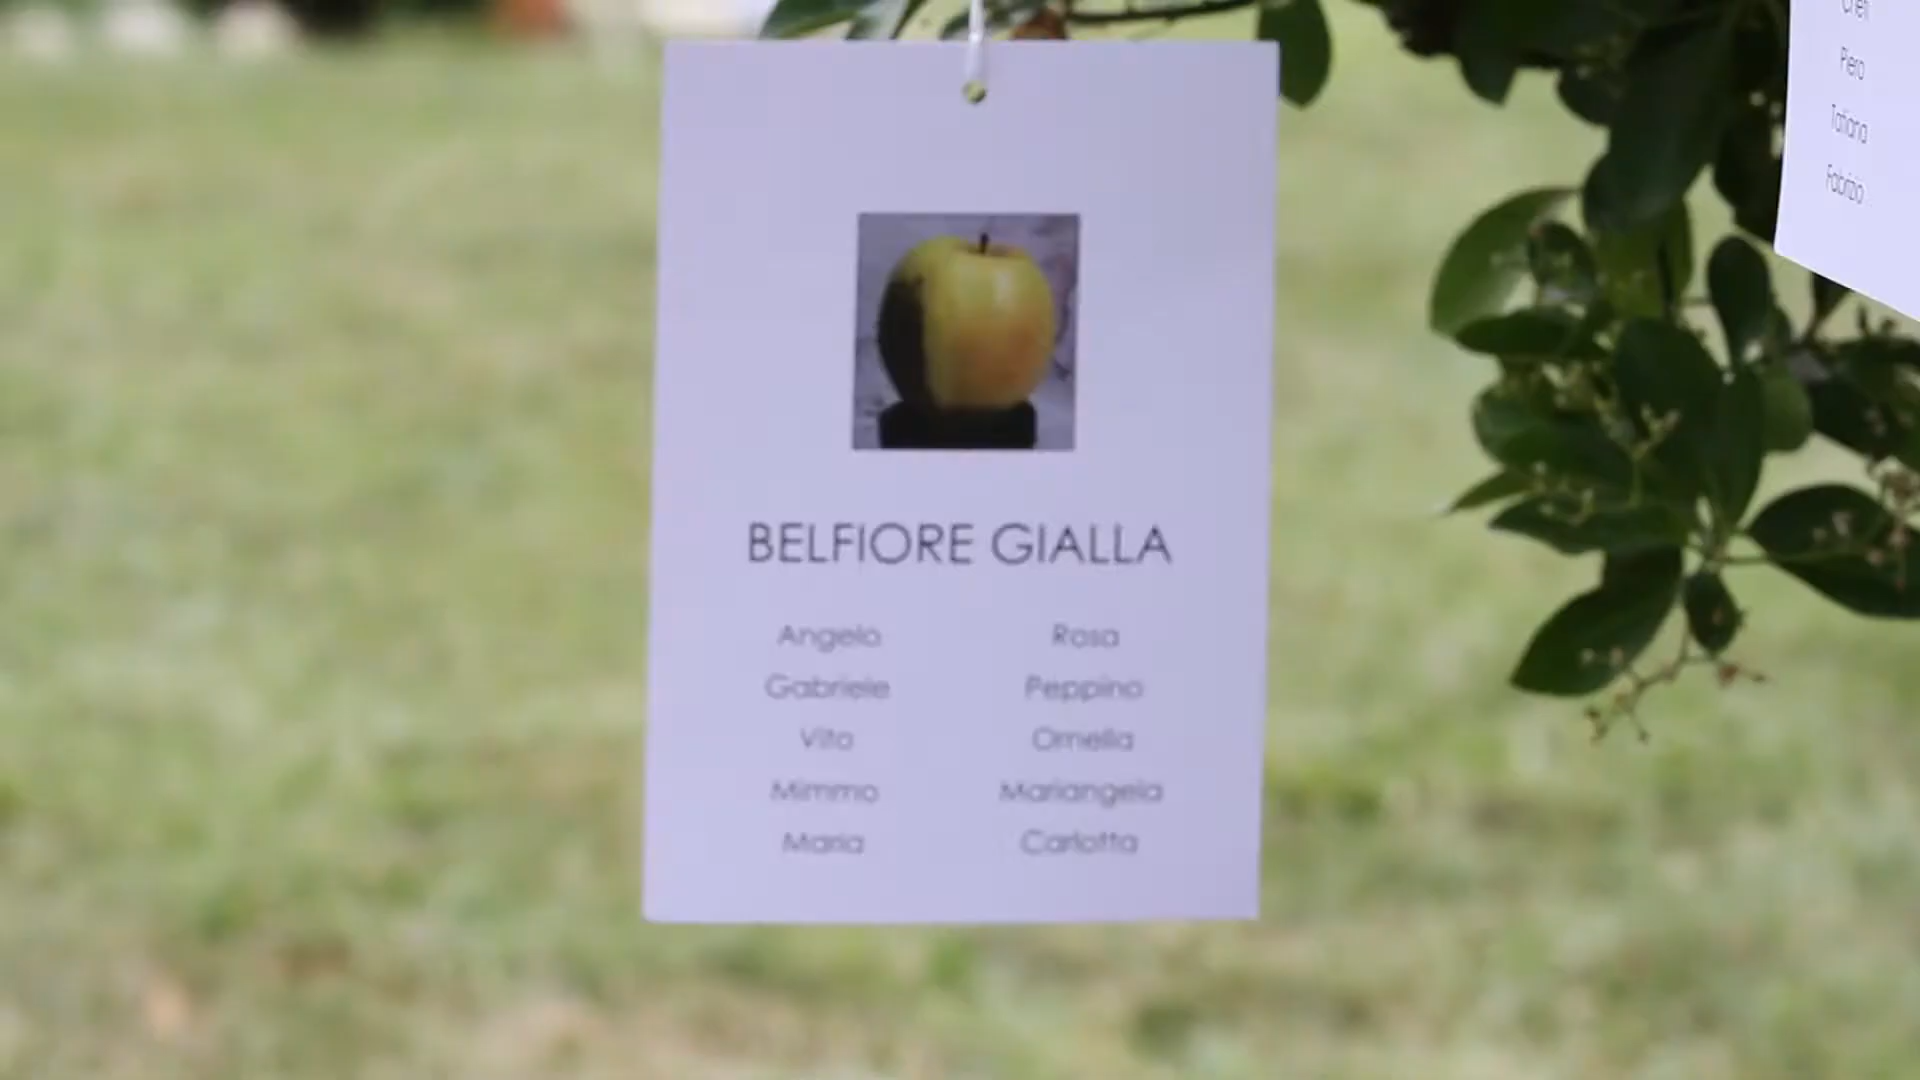 BELFIORE GIALLA
Angelo Rosa
Gabriele Peppino
Vito Ornella
Mimmo Mariangela
Maria Carlotta
Piero
Tatiana
Fabrizio